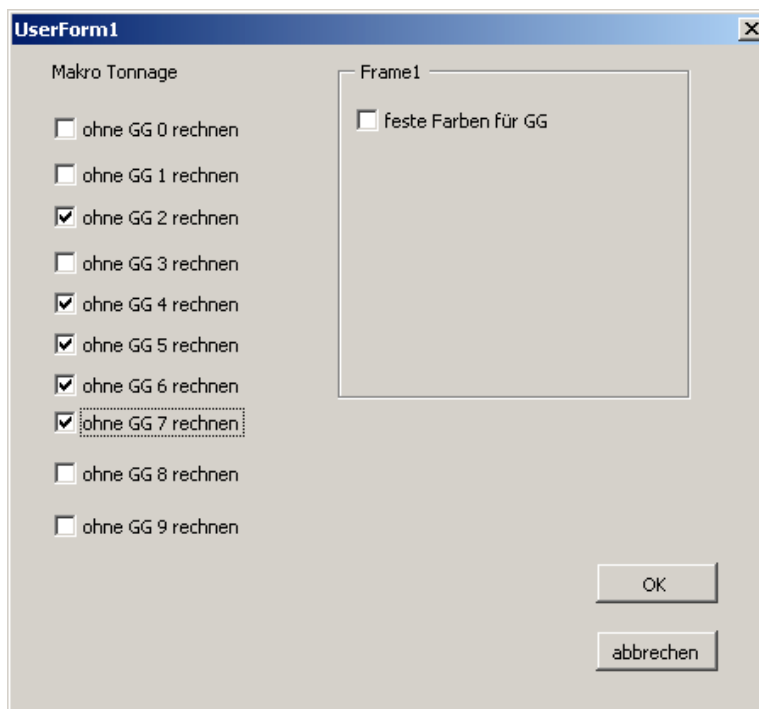 UserForm1
Makro Tonnage
ohne GG 0 rechnen
ohne GG 1 rechnen
ohne GG 2 rechnen
ohne GG 3 rechnen
ohne GG 4 rechnen
ohne GG 5 rechnen
ohne GG 6 rechnen
ohne GG 7 rechnen
ohne GG 8 rechnen
ohne GG 9 rechnen
Frame1
feste Farben für GG
OK
abbrechen